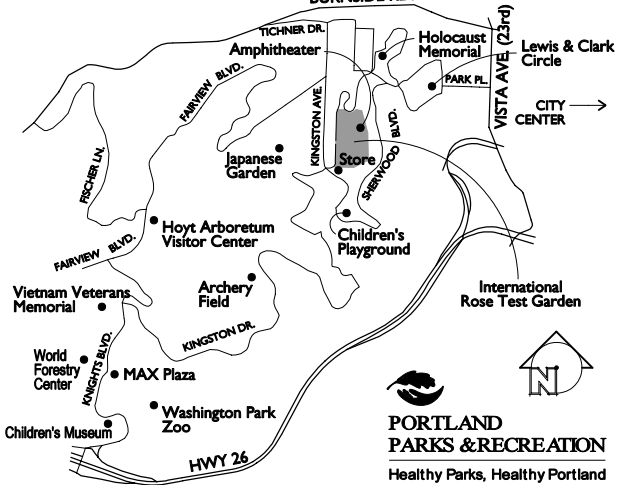 TICHNER DR.
Amphitheater
Holocaust
Memorial
Lewis & Clark
Circle
VISTA AVE. (23rd)
PARK PL.
FAIRVIEW BLVD.
CITY
CENTER
KINGSTON AVE.
SHERWOOD BLVD.
Japanese
Garden
Store
FISCHER LN.
Hoyt Arboretum
Visitor Center
Children's
Playground
FAIRVIEW BLVD.
Vietnam Veterans
Memorial
Archery
Field
International
Rose Test Garden
KINGSTON DR.
KNIGHTS BLVD.
World
Forestry
Center
MAX Plaza
N
Washington Park
Zoo
Children's Museum
HWY 26
PORTLAND
PARKS & RECREATION
Healthy Parks, Healthy Portland